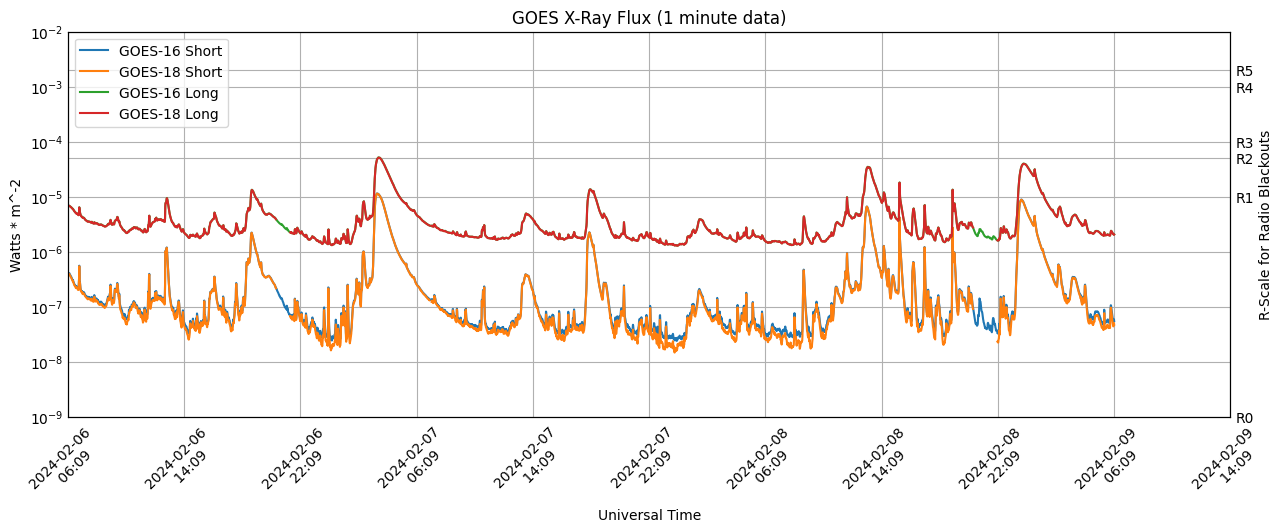 GOES X-Ray Flux (1 minute data)
GOES-16 Short
GOES-18 Short
GOES-16 Long
GOES-18 Long
10^-2
10^-3
10^-4
10^-5
10^-6
10^-7
10^-8
10^-9
Watts * m^-2
R5
R4
R3
R2
R1
R0
R-Scale for Radio Blackouts
2024-02-06
06:09
2024-02-06
14:09
2024-02-06
22:09
2024-02-07
06:09
2024-02-07
14:09
2024-02-07
22:09
2024-02-08
06:09
2024-02-08
14:09
2024-02-08
22:09
2024-02-09
06:09
2024-02-09
14:09
Universal Time